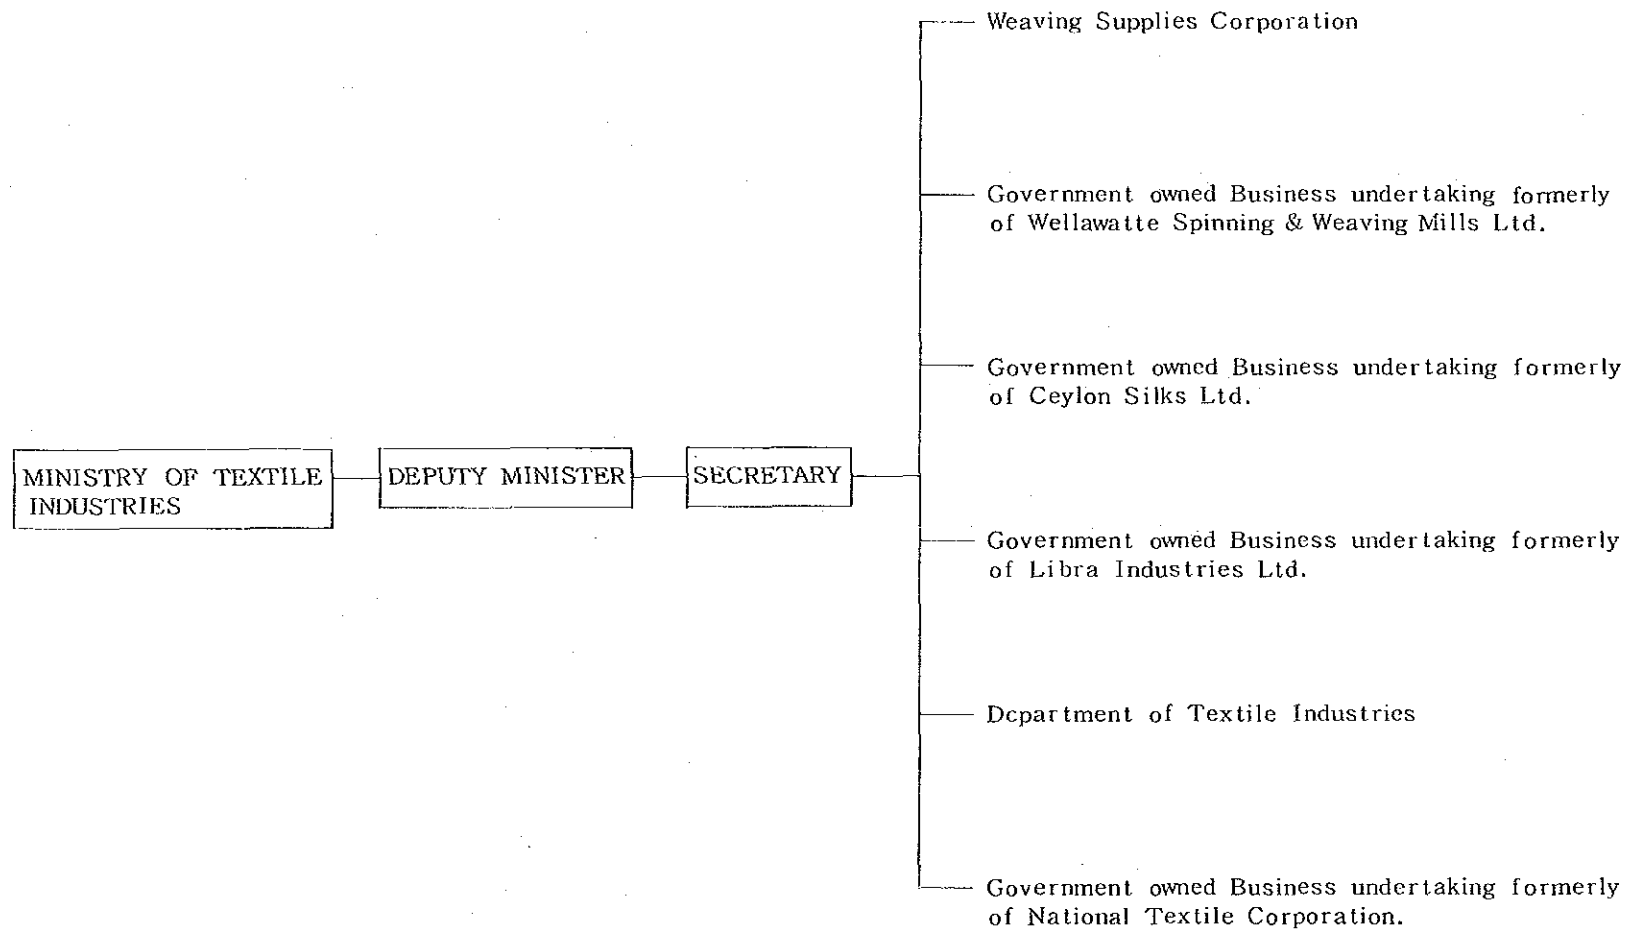 Weaving Supplies Corporation
Government owned Business undertaking formerly
of Wellawatte Spinning & Weaving Mills Ltd.
Government owned Business undertaking formerly
of Ceylon Silks Ltd.
MINISTRY OF TEXTILE
INDUSTRIES
DEPUTY MINISTER
SECRETARY
Government owned Business undertaking formerly
of Libra Industries Ltd.
Department of Textile Industries
Government owned Business undertaking formerly
of National Textile Corporation.